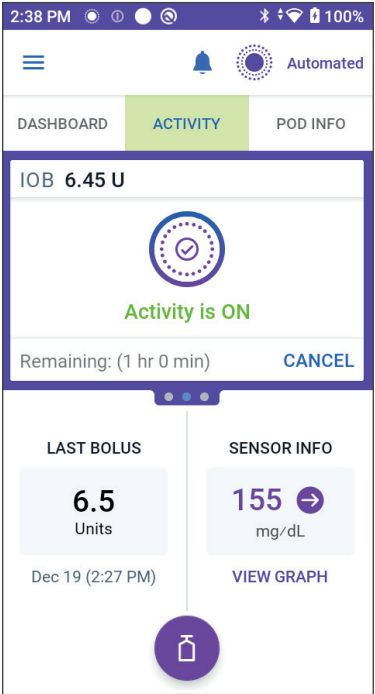 2:38 PM 100%
Automated
DASHBOARD ACTIVITY POD INFO
IOB 6.45 U
Activity is ON
Remaining: (1 hr 0 min) CANCEL
LAST BOLUS SENSOR INFO
6.5 155
Units mg/dL
Dec 19 (2:27 PM) VIEW GRAPH